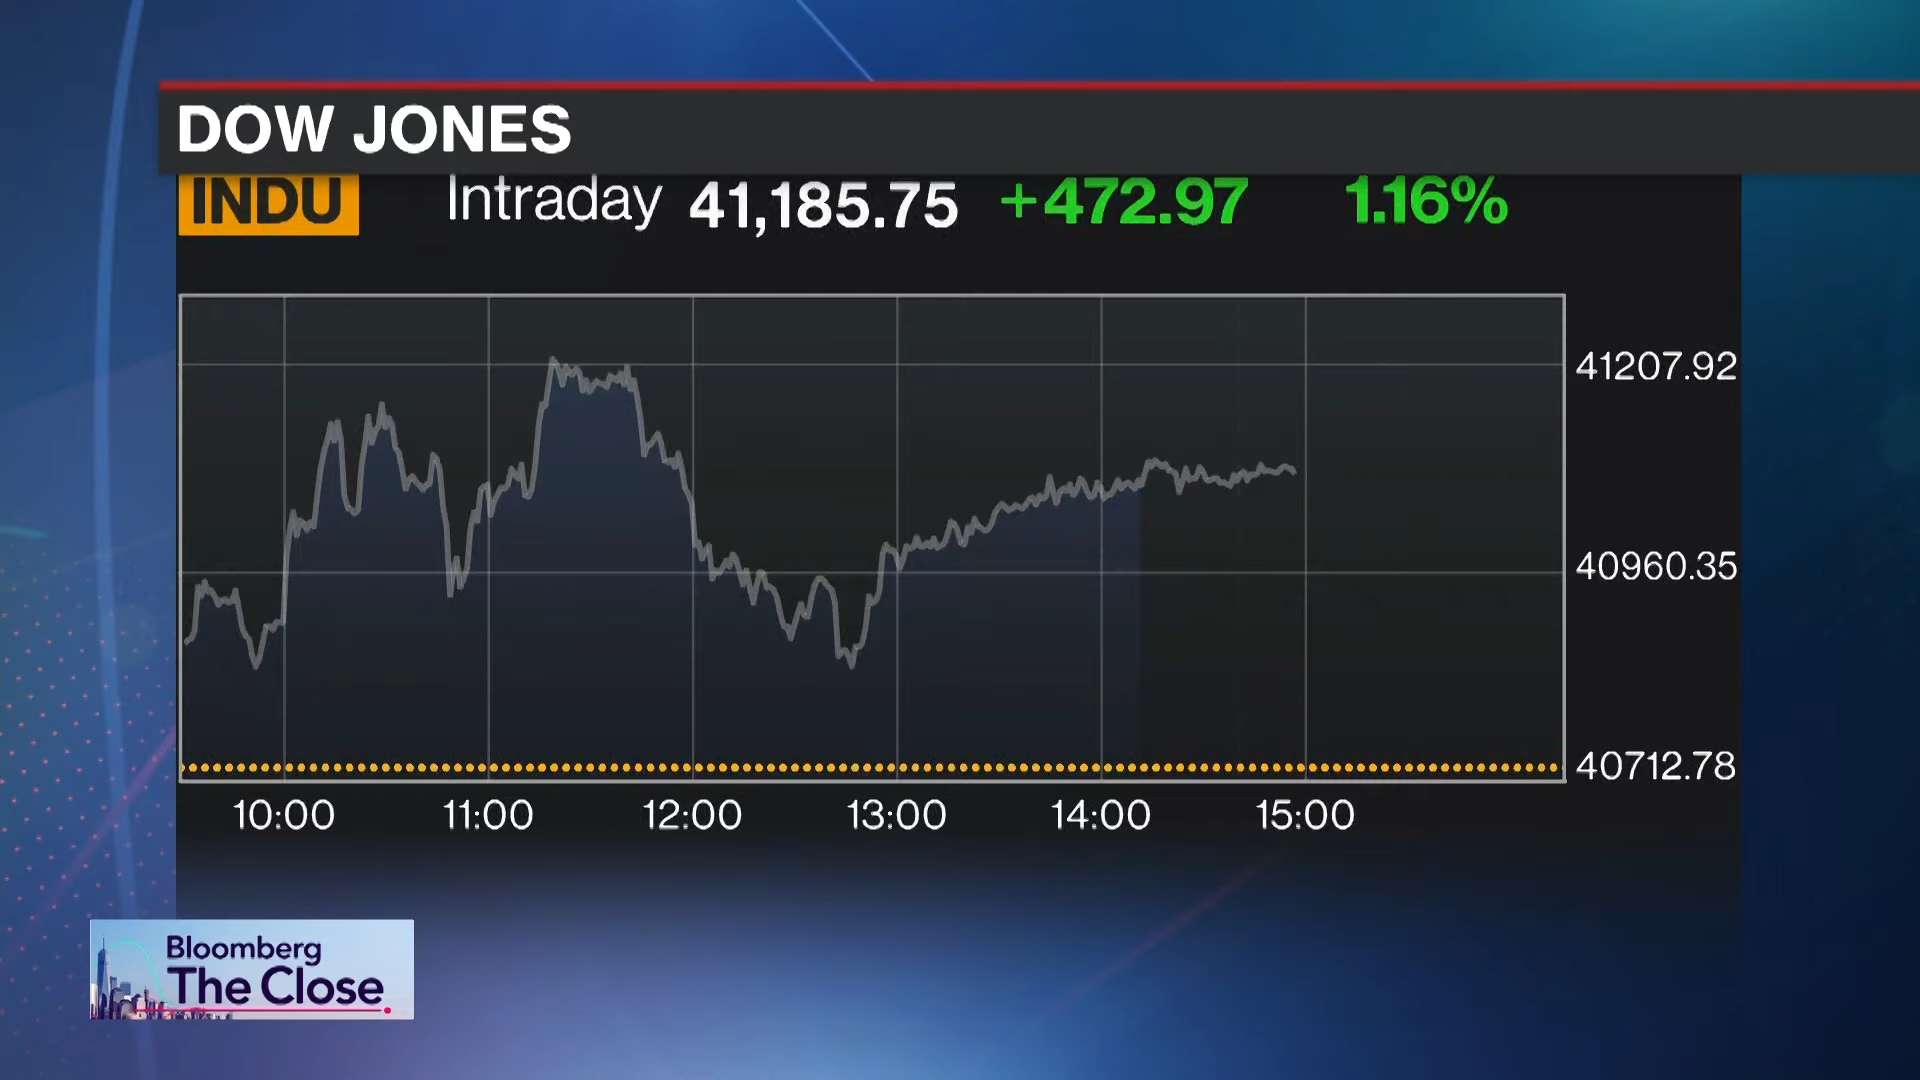 DOW JONES
INDU Intraday 41,185.75 +472.97 1.16%
41207.92
40960.35
40712.78
10:00 11:00 12:00 13:00 14:00 15:00
Bloomberg
The Close